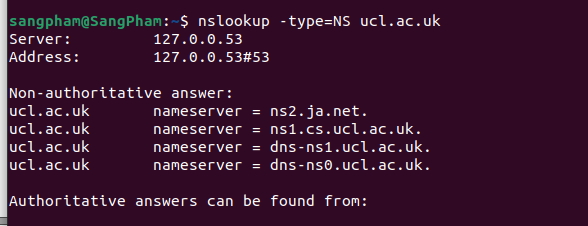 sangpham@SangPham:~$ nslookup -type=NS ucl.ac.uk
Server:         127.0.0.53
Address:        127.0.0.53#53

Non-authoritative answer:
ucl.ac.uk       nameserver = ns2.ja.net.
ucl.ac.uk       nameserver = ns1.cs.ucl.ac.uk.
ucl.ac.uk       nameserver = dns-ns1.ucl.ac.uk.
ucl.ac.uk       nameserver = dns-ns0.ucl.ac.uk.

Authoritative answers can be found from: